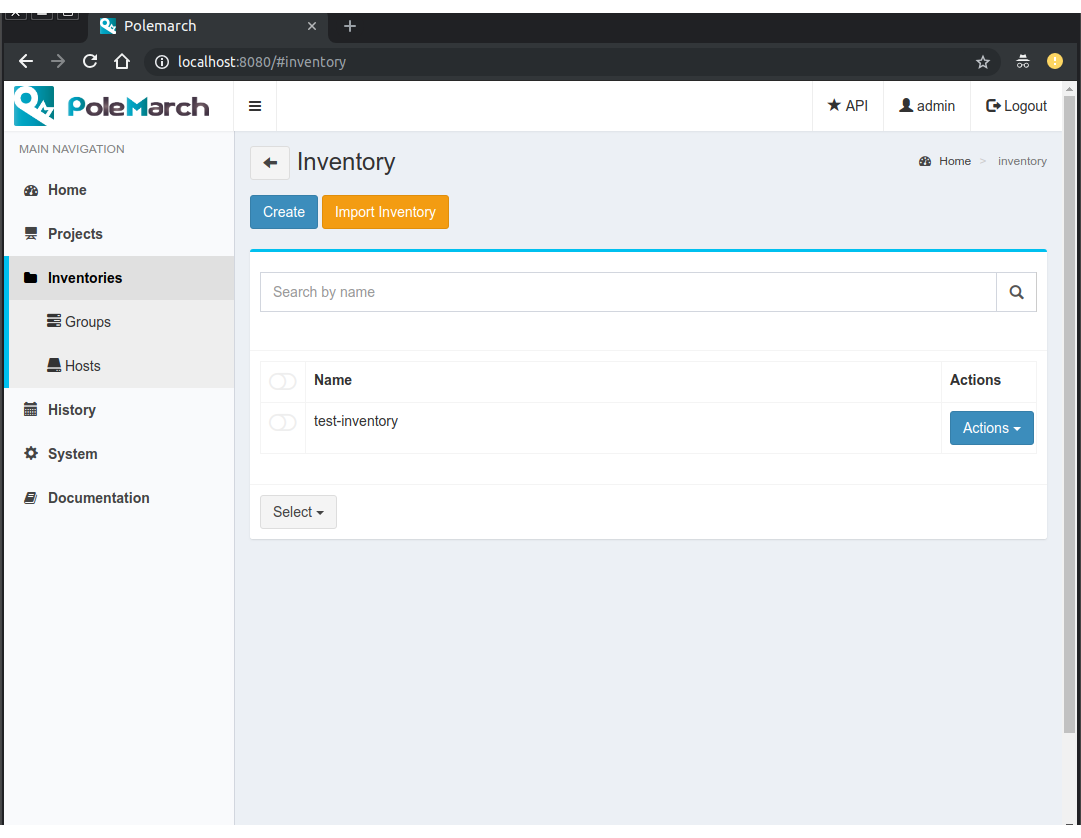 Polemarch
localhost:8080/#inventory
PoleMarch
API
admin
Logout
MAIN NAVIGATION
Home
Projects
Inventories
Groups
Hosts
History
System
Documentation
Inventory
Home > inventory
Create
Import Inventory
Search by name
Name
Actions
test-inventory
Actions
Select